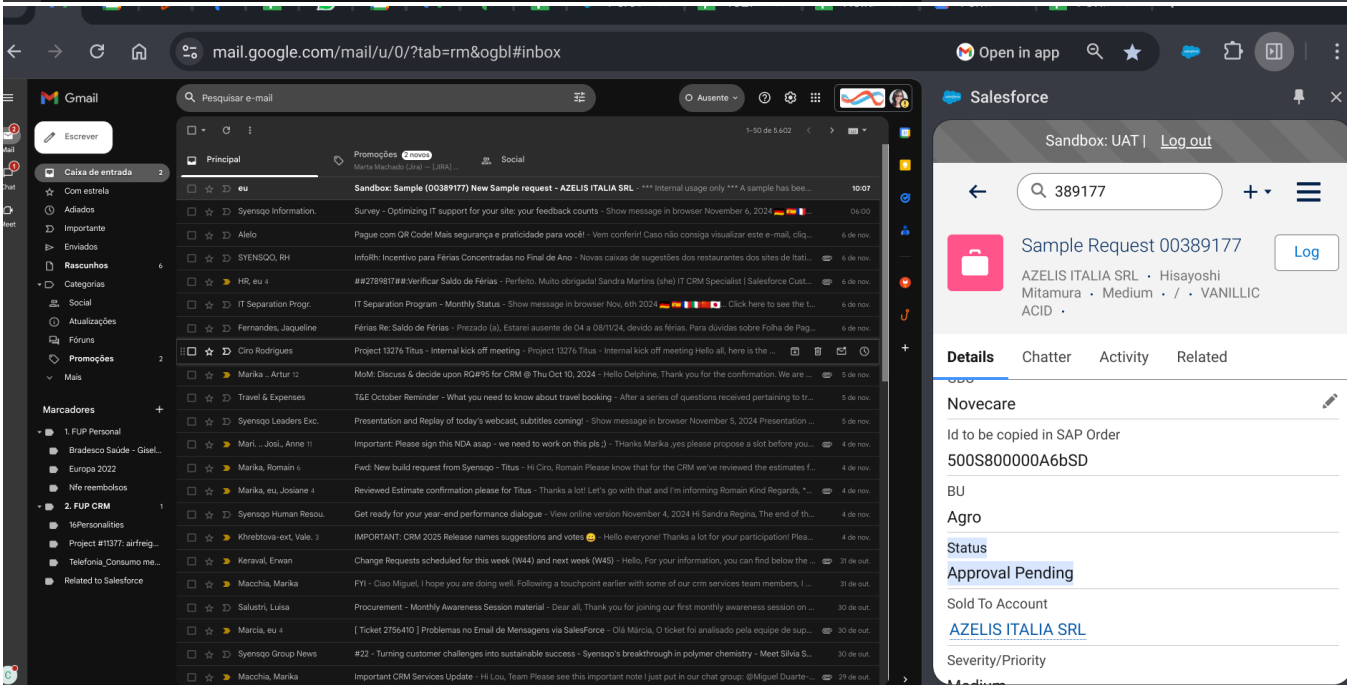 mail.google.com/mail/u/0/?tab=rm&ogbl#inbox
Open in app
Gmail
Pesquisar e-mail
Ausente
Mail
2
Chat
1
Meet
Escrever
Caixa de entrada 2
Com estrela
Adiados
Importante
Enviados
Rascunhos 6
Categorias
Social
Atualizações
Fóruns
Promoções 2
Mais
Marcadores
1. FUP Personal
Bradesco Saúde - Gisel...
Europa 2022
Nfe reembolsos
2. FUP CRM 1
16Personalities
Project #11377: airfreig...
Telefonia_Consumo me...
Related to Salesforce
1–50 de 5.602
Principal
Promoções 2 novos
Marta Machado (Jira) — [JIRA] ...
Social
eu Sandbox: Sample (00389177) New Sample request - AZELIS ITALIA SRL - *** Internal usage only *** A sample has bee... 10:07
Syensqo Information. Survey - Optimizing IT support for your site: your feedback counts - Show message in browser November 6, 2024 ... 06:00
Alelo Pague com QR Code! Mais segurança e praticidade para você! - Vem conferir! Caso não consiga visualizar este e-mail, cliq... 6 de nov.
SYENSQO, RH InfoRh: Incentivo para Férias Concentradas no Final de Ano - Novas caixas de sugestões dos restaurantes dos sites de Itati... 6 de nov.
HR, eu 4 ##2789817##:Verificar Saldo de Férias - Perfeito. Muito obrigada! Sandra Martins (she) IT CRM Specialist | Salesforce Cust... 6 de nov.
IT Separation Progr. IT Separation Program - Monthly Status - Show message in browser Nov, 6th 2024 Click here to see the t... 6 de nov.
Fernandes, Jaqueline Férias Re: Saldo de Férias - Prezado (a), Estarei ausente de 04 a 08/11/24, devido as férias. Para dúvidas sobre Folha de Pag... 6 de nov.
Ciro Rodrigues Project 13276 Titus - Internal kick off meeting - Project 13276 Titus - Internal kick off meeting Hello all, here is the ...
Marika .. Artur 12 MoM: Discuss & decide upon RQ#95 for CRM @ Thu Oct 10, 2024 - Hello Delphine, Thank you for the confirmation. We are ... 5 de nov.
Travel & Expenses T&E October Reminder - What you need to know about travel booking - After a series of questions received pertaining to tr... 5 de nov.
Syensqo Leaders Exc. Presentation and Replay of today's webcast, subtitles coming! - Show message in browser November 5, 2024 Presentation ... 5 de nov.
Mari. .. Josi., Anne 11 Important: Please sign this NDA asap - we need to work on this pls ;) - THanks Marika ,yes please propose a slot before you... 4 de nov.
Marika, Romain 6 Fwd: New build request from Syensqo - Titus - Hi Ciro, Romain Please know that for the CRM we've reviewed the estimates f... 4 de nov.
Marika, eu, Josiane 4 Reviewed Estimate confirmation please for Titus - Thanks a lot! Let's go with that and I'm informing Romain Kind Regards, *... 4 de nov.
Syensqo Human Resou. Get ready for your year-end performance dialogue - View online version November 4, 2024 Hi Sandra Regina, The end of th... 4 de nov.
Khrebtova-ext, Vale. 3 IMPORTANT: CRM 2025 Release names suggestions and votes 😀 - Hello everyone! Thanks a lot for your participation! Plea... 4 de nov.
Keraval, Erwan Change Requests scheduled for this week (W44) and next week (W45) - Hello, For your information, you can find below the ... 31 de out.
Macchia, Marika FYI - Ciao Miguel, I hope you are doing well. Following a touchpoint earlier with some of our crm services team members, I ... 31 de out.
Salustri, Luisa Procurement - Monthly Awareness Session material - Dear all, Thank you for joining our first monthly awareness session on ... 30 de out.
Marcia, eu 4 [ Ticket 2756410 ] Problemas no Email de Mensagens via SalesForce - Olá Márcia, O ticket foi analisado pela equipe de sup... 30 de out.
Syensqo Group News #22 - Turning customer challenges into sustainable success - Syensqo's breakthrough in polymer chemistry - Meet Silvia S... 30 de out.
Macchia, Marika Important CRM Services Update - Hi Lou, Team Please see this important note I just put in our chat group: @Miguel Duarte-... 29 de out.
Salesforce
Sandbox: UAT | Log out
389177
Sample Request 00389177
Log
AZELIS ITALIA SRL • Hisayoshi
Mitamura • Medium • / • VANILLIC
ACID •
Details Chatter Activity Related
Novecare
Id to be copied in SAP Order
500S800000A6bSD
BU
Agro
Status
Approval Pending
Sold To Account
AZELIS ITALIA SRL
Severity/Priority
Medium